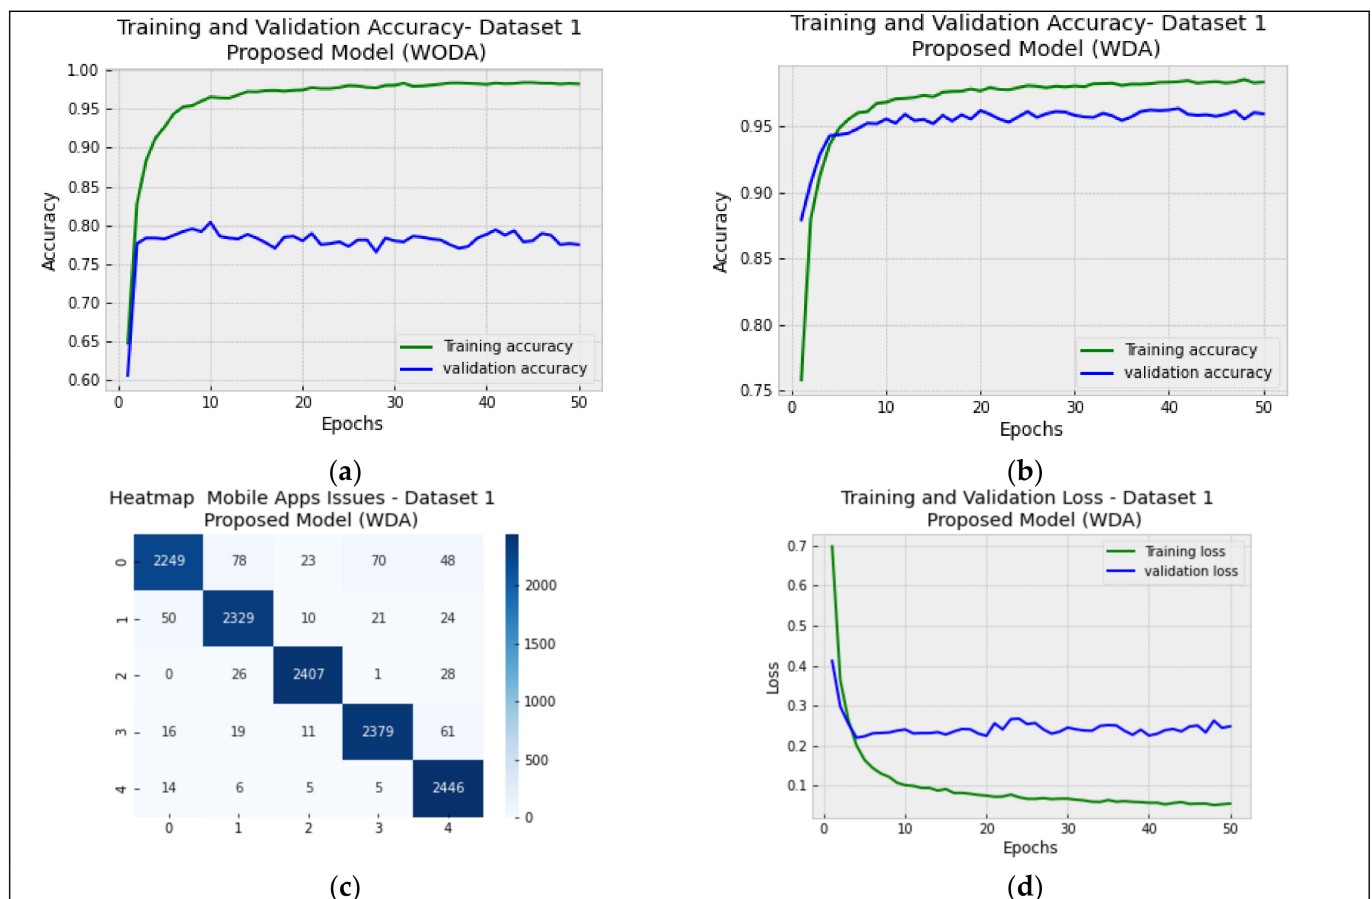 Training and Validation Accuracy- Dataset 1
Proposed Model (WODA)
1.00
0.95
0.90
0.85
0.80
0.75
0.70
0.65
0.60
Accuracy
Training accuracy
validation accuracy
0 10 20 30 40 50
Epochs
(a)
Training and Validation Accuracy- Dataset 1
Proposed Model (WDA)
0.95
0.90
0.85
0.80
0.75
Accuracy
Training accuracy
validation accuracy
0 10 20 30 40 50
Epochs
(b)
Heatmap Mobile Apps Issues - Dataset 1
Proposed Model (WDA)
0 2249 78 23 70 48
1 50 2329 10 21 24
2 0 26 2407 1 28
3 16 19 11 2379 61
4 14 6 5 5 2446
0 1 2 3 4
2000
1500
1000
500
0
(c)
Training and Validation Loss - Dataset 1
Proposed Model (WDA)
0.7
0.6
0.5
0.4
0.3
0.2
0.1
Loss
Training loss
validation loss
0 10 20 30 40 50
Epochs
(d)